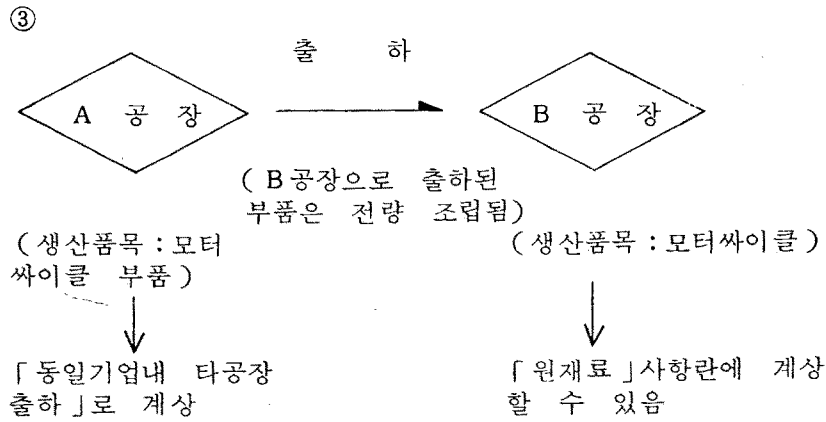 ③
출 하
A 공 장
B 공 장
( B공장으로 출하된
부품은 전량 조립됨)
(생산품목 : 모터
싸이클 부품)
(생산품목 : 모터싸이클)
「동일기업내 타공장
출하」로 계상
「원재료」사항란에 계상
할 수 있음